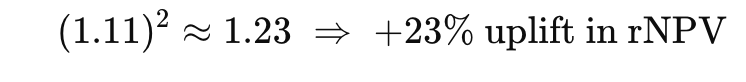 (1.11)² ≈ 1.23 ⇒ +23% uplift in rNPV